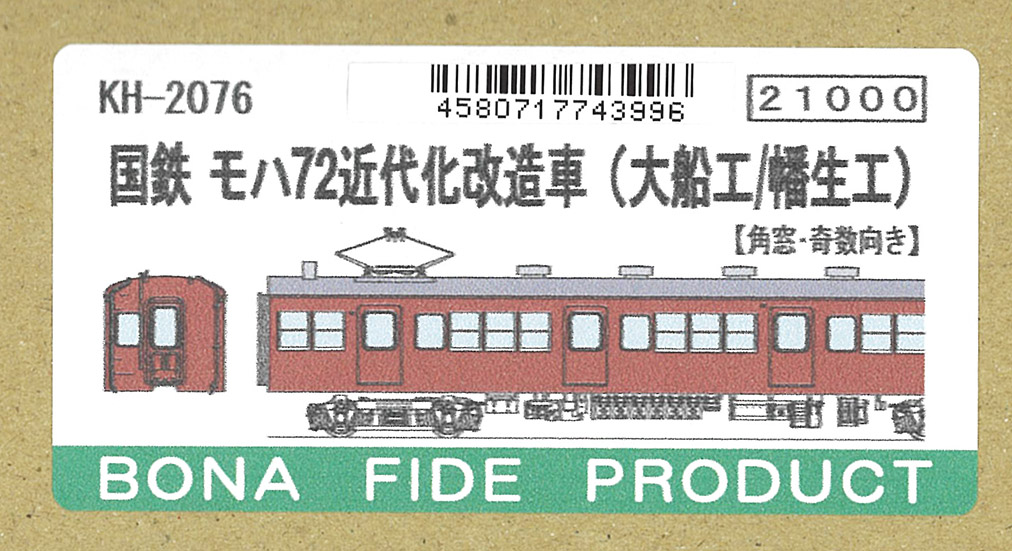 KH-2076
4580717743996
21000
国鉄 モハ72近代化改造車（大船工/幡生工）
【角窓・奇数向き】
BONA FIDE PRODUCT